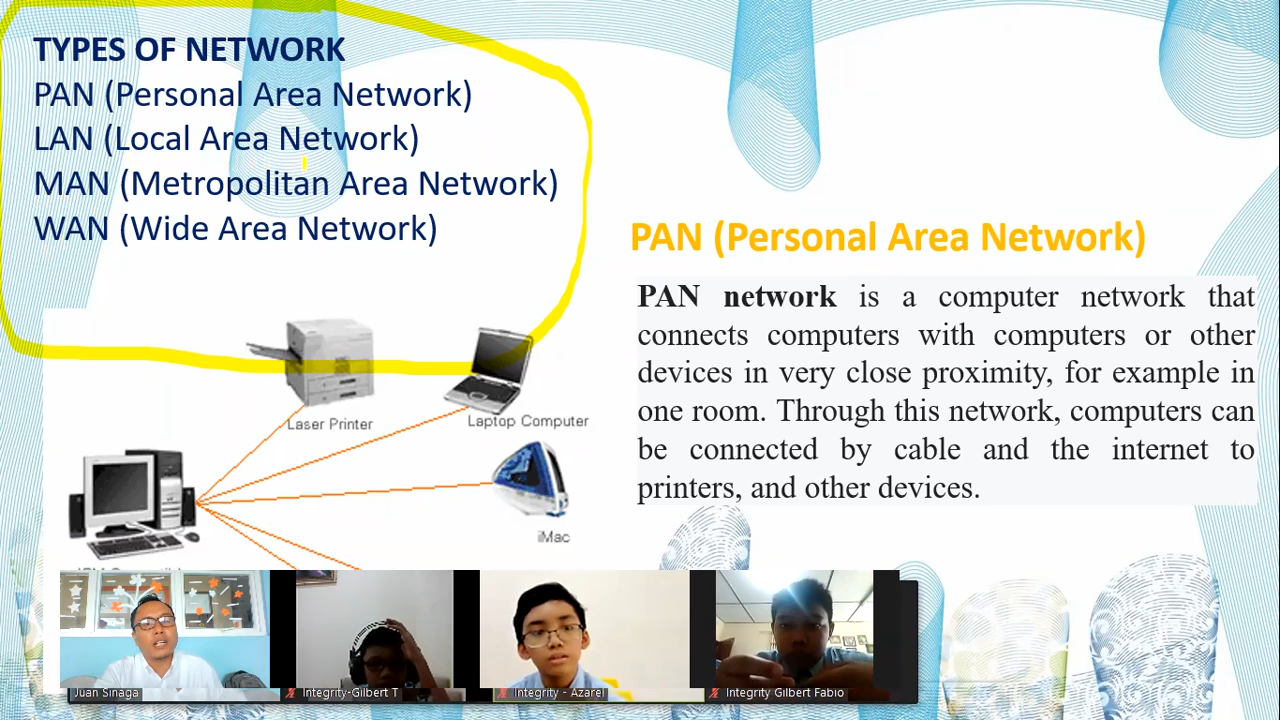 TYPES OF NETWORK
PAN (Personal Area Network)
LAN (Local Area Network)
MAN (Metropolitan Area Network)
WAN (Wide Area Network)
PAN (Personal Area Network)
PAN network is a computer network that
connects computers with computers or other
devices in very close proximity, for example in
one room. Through this network, computers can
be connected by cable and the internet to
printers, and other devices.
Laser Printer
Laptop Computer
iMac
Juan Sinaga
Integrity-Gilbert T
Integrity - Azarel
Integrity Gilbert Fabio